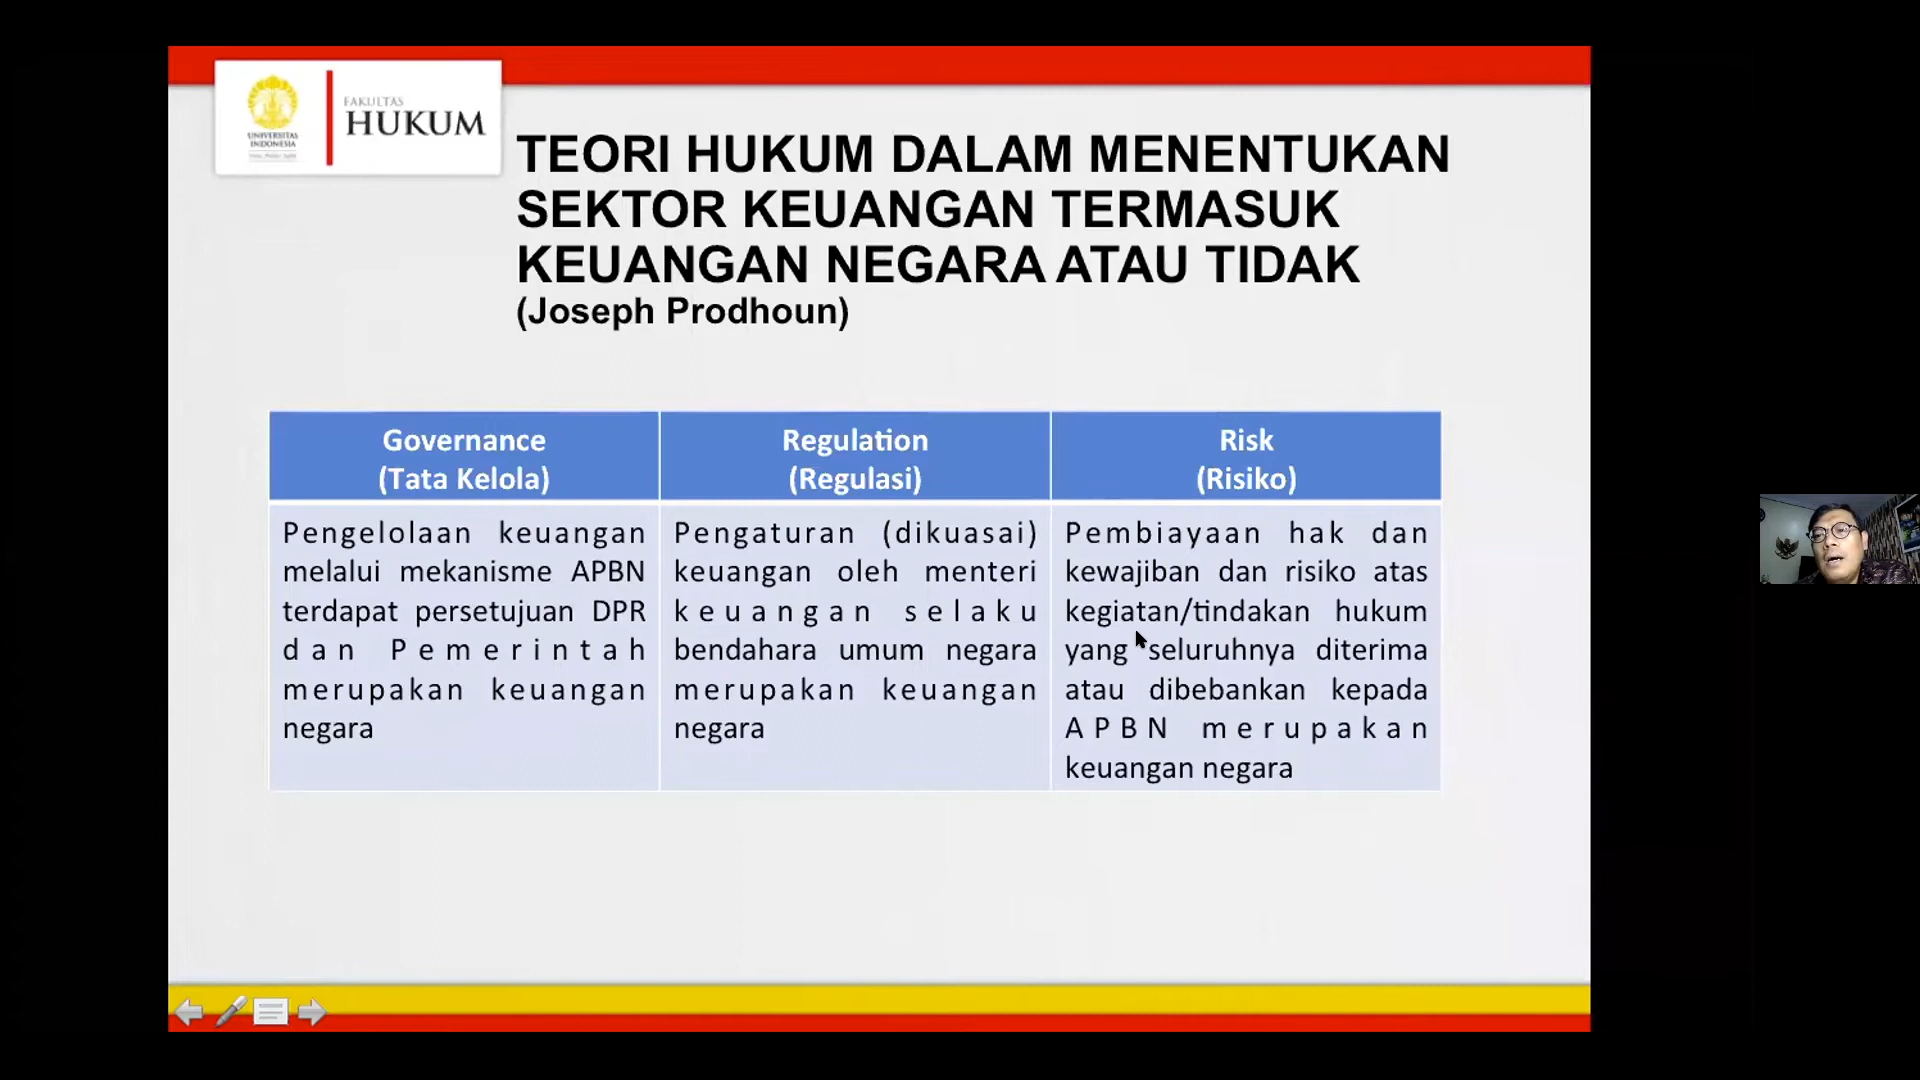 UNIVERSITAS
INDONESIA
FAKULTAS
HUKUM
TEORI HUKUM DALAM MENENTUKAN
SEKTOR KEUANGAN TERMASUK
KEUANGAN NEGARA ATAU TIDAK
(Joseph Prodhoun)
Governance
(Tata Kelola)
Pengelolaan keuangan
melalui mekanisme APBN
terdapat persetujuan DPR
dan Pemerintah
merupakan keuangan
negara
Regulation
(Regulasi)
Pengaturan (dikuasai)
keuangan oleh menteri
keuangan selaku
bendahara umum negara
merupakan keuangan
negara
Risk
(Risiko)
Pembiayaan hak dan
kewajiban dan risiko atas
kegiatan/tindakan hukum
yang seluruhnya diterima
atau dibebankan kepada
APBN merupakan
keuangan negara